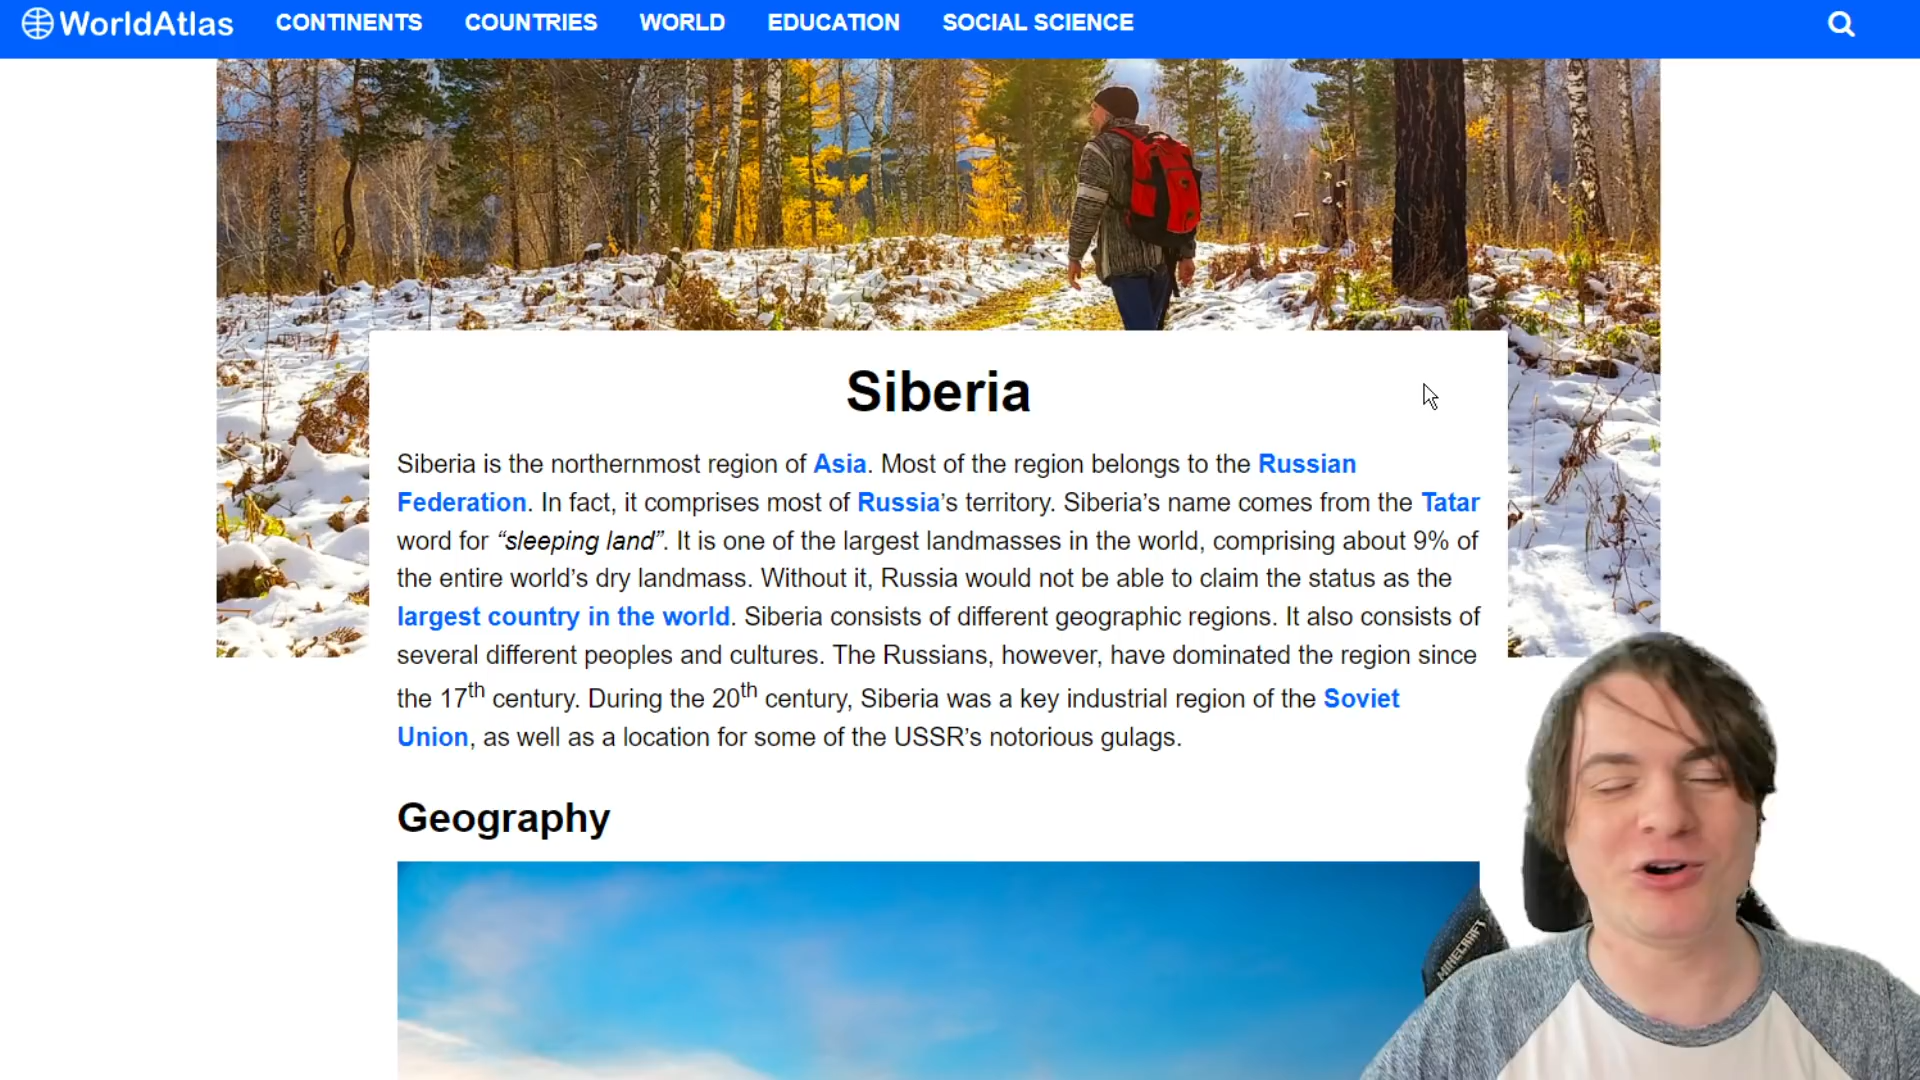 WorldAtlas CONTINENTS COUNTRIES WORLD EDUCATION SOCIAL SCIENCE
Siberia
Siberia is the northernmost region of Asia. Most of the region belongs to the Russian
Federation. In fact, it comprises most of Russia’s territory. Siberia’s name comes from the Tatar
word for “sleeping land”. It is one of the largest landmasses in the world, comprising about 9% of
the entire world’s dry landmass. Without it, Russia would not be able to claim the status as the
largest country in the world. Siberia consists of different geographic regions. It also consists of
several different peoples and cultures. The Russians, however, have dominated the region since
the 17th century. During the 20th century, Siberia was a key industrial region of the Soviet
Union, as well as a location for some of the USSR’s notorious gulags.
Geography
MINECRAFT